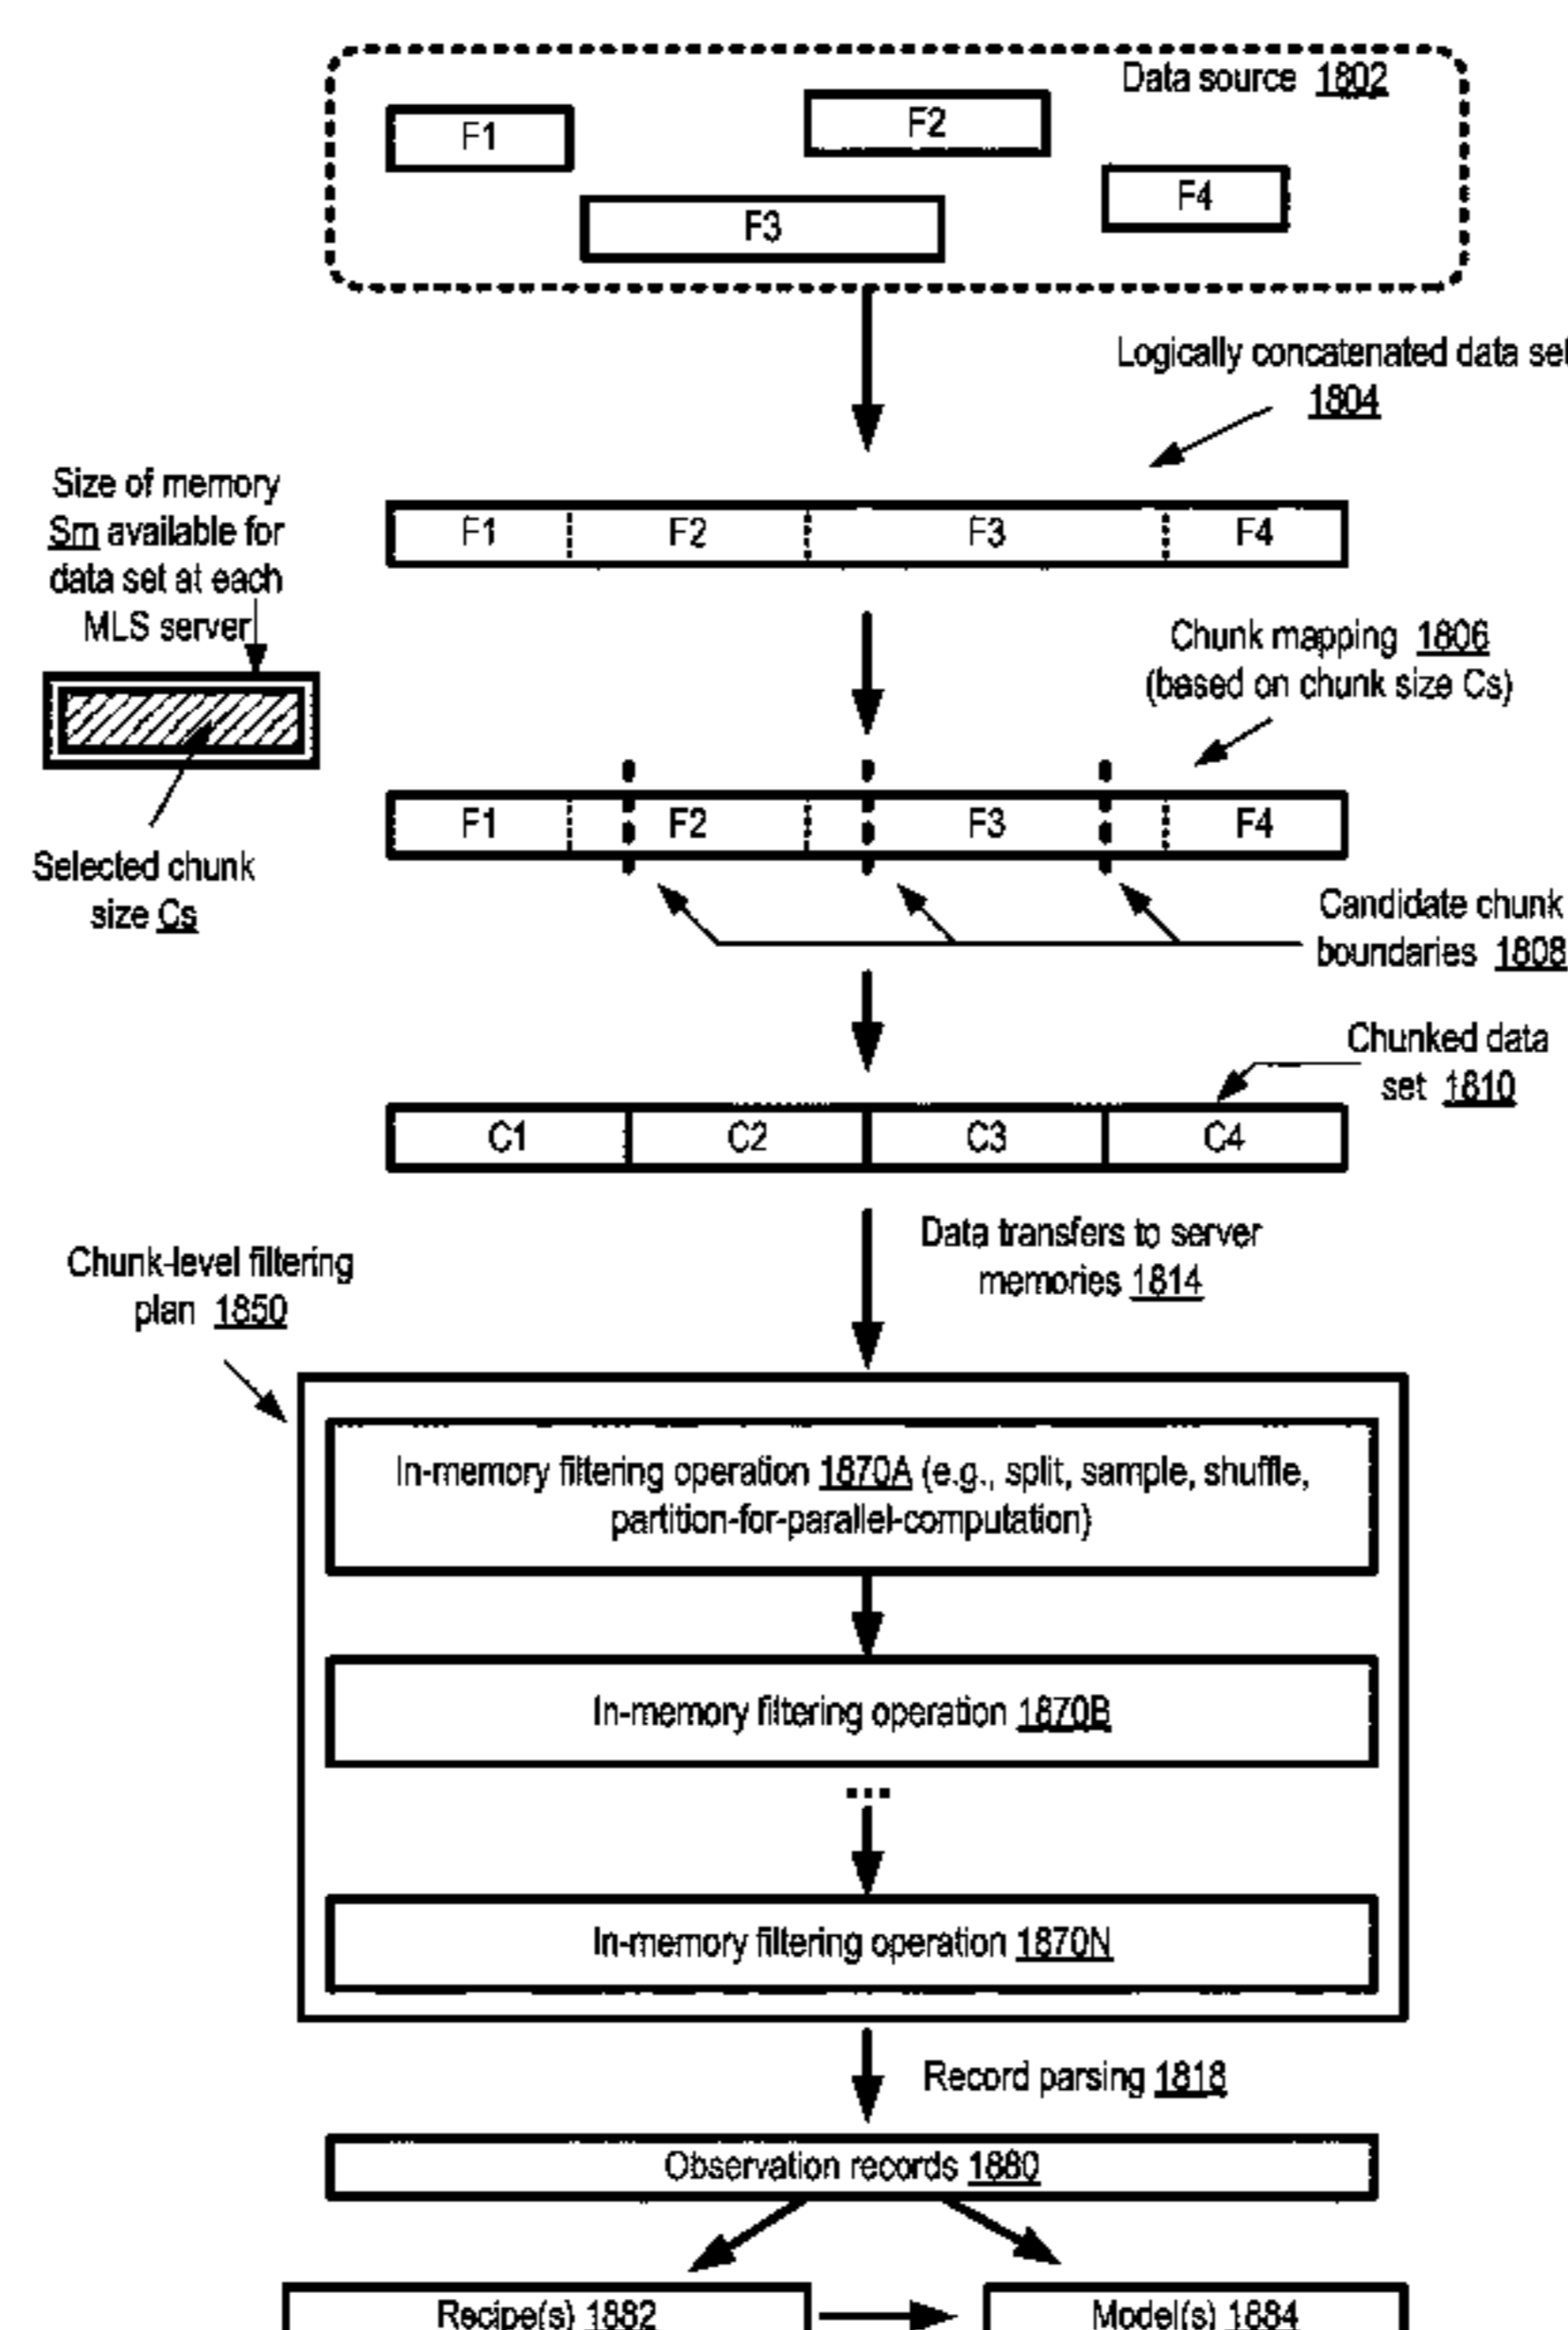 Data source 1802
F1
F2
F4
F3
Logically concatenated data set
1804
Size of memory
Sm available for
data set at each
MLS server
F1 F2 F3 F4
Chunk mapping 1806
(based on chunk size Cs)
F1 F2 F3 F4
Selected chunk
size Cs
Candidate chunk
boundaries 1808
Chunked data
set 1810
C1 C2 C3 C4
Data transfers to server
memories 1814
Chunk-level filtering
plan 1850
In-memory filtering operation 1870A (e.g., split, sample, shuffle,
partition-for-parallel-computation)
In-memory filtering operation 1870B
...
In-memory filtering operation 1870N
Record parsing 1818
Observation records 1880
Recipe(s) 1882
Model(s) 1884